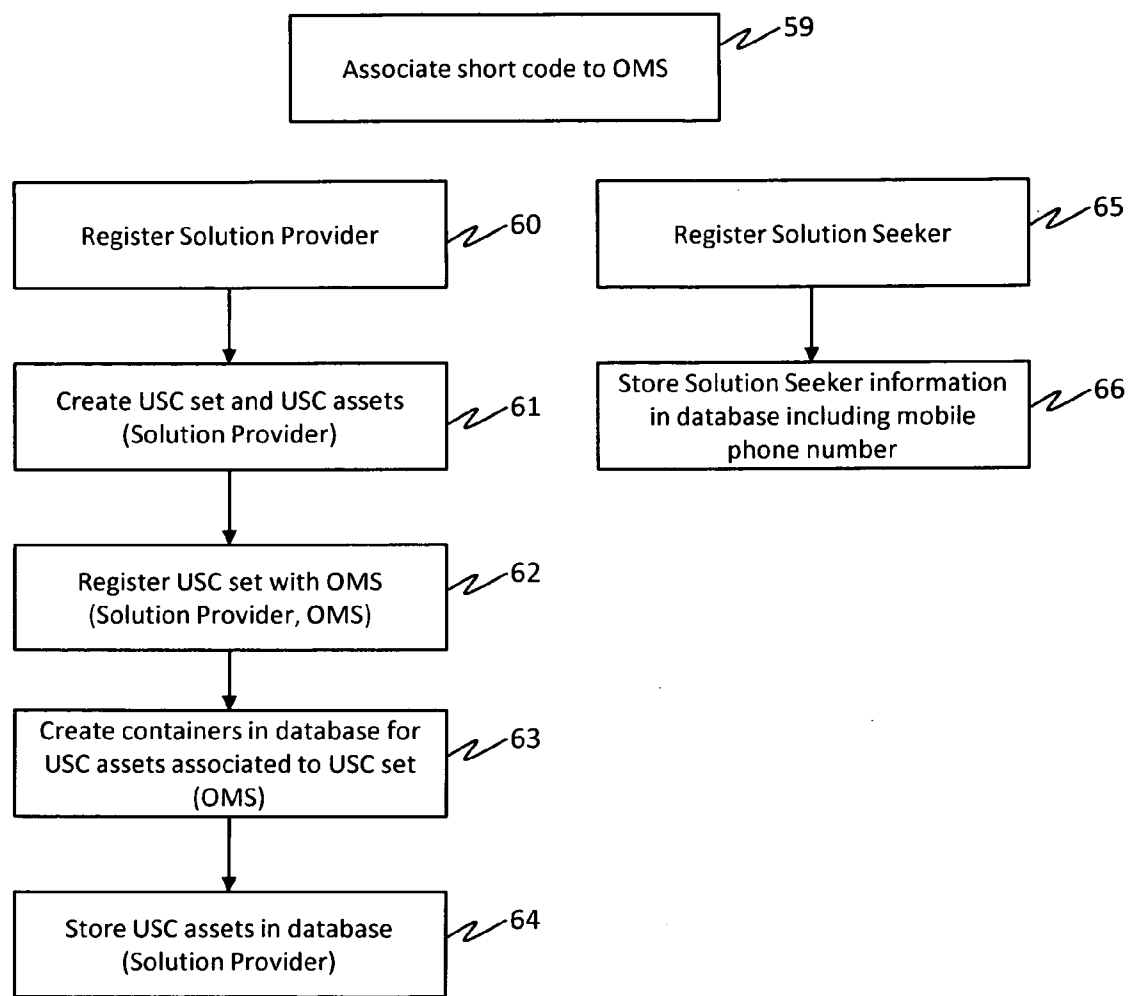 Associate short code to OMS
59
Register Solution Provider
60
Create USC set and USC assets
(Solution Provider)
61
Register USC set with OMS
(Solution Provider, OMS)
62
Create containers in database for
USC assets associated to USC set
(OMS)
63
Store USC assets in database
(Solution Provider)
64
Register Solution Seeker
65
Store Solution Seeker information
in database including mobile
phone number
66